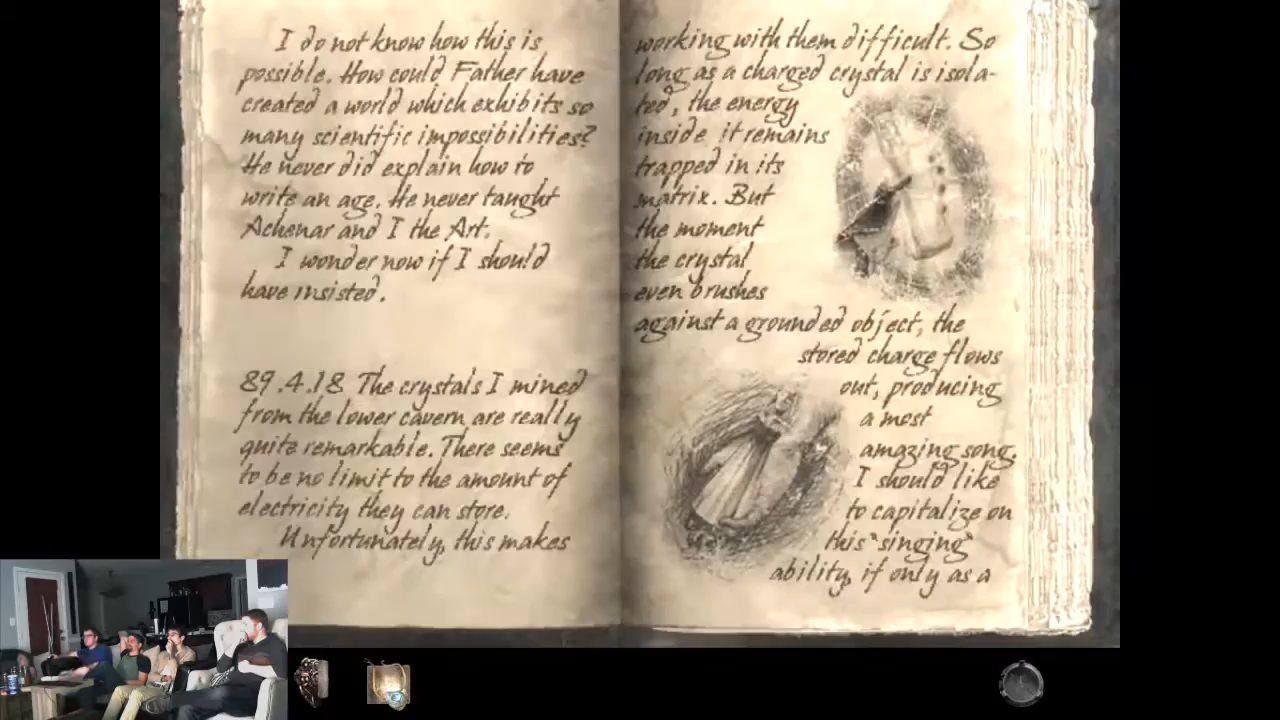 I do not know how this is
possible. How could Father have
created a world which exhibits so
many scientific impossibilities?
He never did explain how to
write an age. He never taught
Achenar and I the Art.
I wonder now if I should
have insisted.
89.4.18 The crystals I mined
from the lower cavern are really
quite remarkable. There seems
to be no limit to the amount of
electricity they can store.
Unfortunately, this makes
working with them difficult. So
long as a charged crystal is isola-
ted, the energy
inside it remains
trapped in its
matrix. But
the moment
the crystal
even brushes
against a grounded object, the
stored charge flows
out, producing
a most
amazing song.
I should like
to capitalize on
this "singing"
ability, if only as a